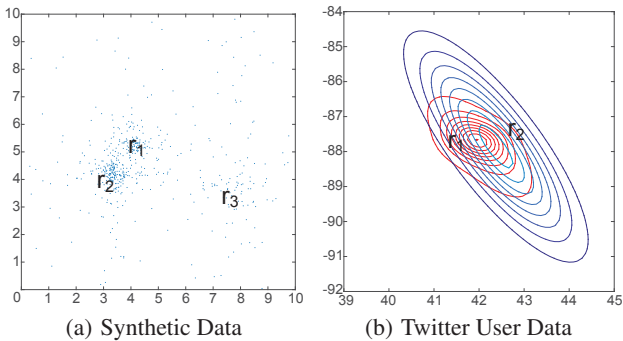 10
9
8
7
6
5
4
3
2
1
0
0 1 2 3 4 5 6 7 8 9 10
r1
r2
r3
(a) Synthetic Data
-84
-86
-87
-88
-89
-90
-91
-92
39 40 41 42 43 44 45
r1
r2
(b) Twitter User Data